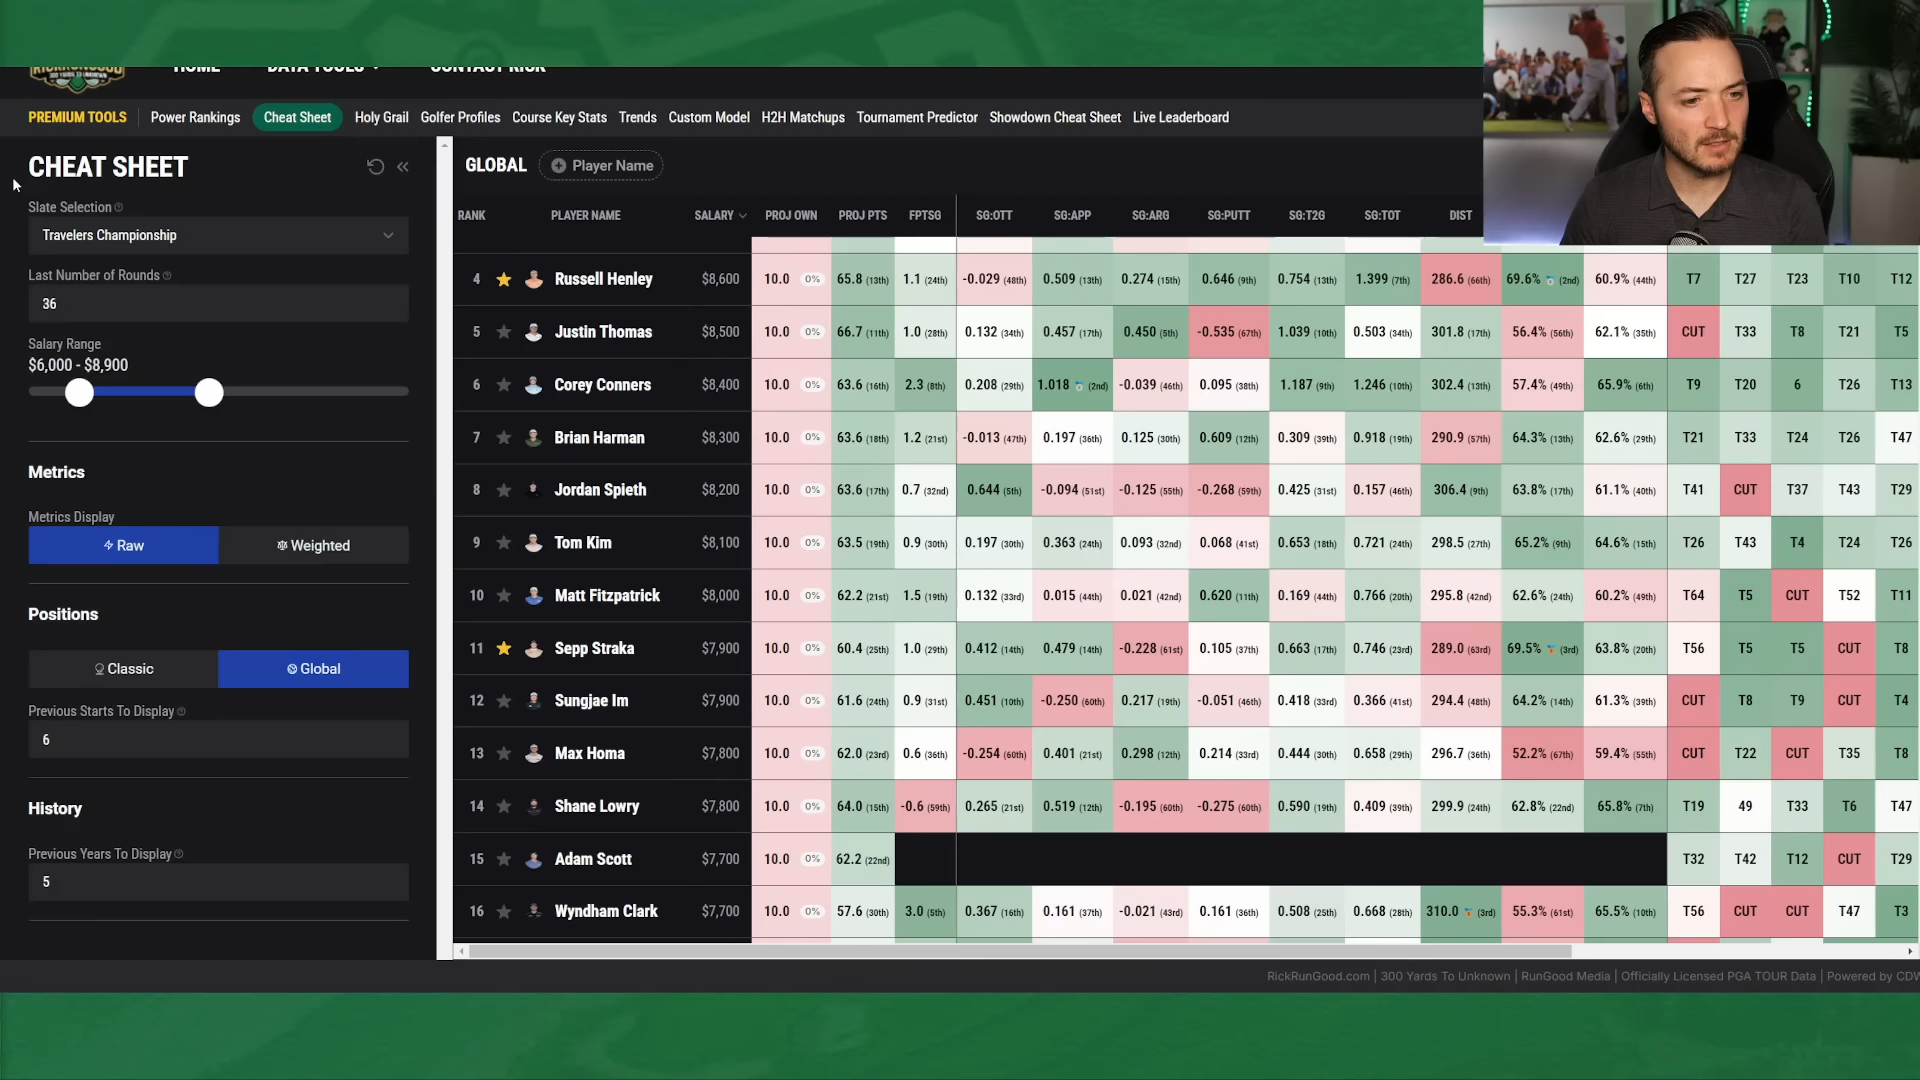 RICKRUNGOOD
300 YARDS TO UNKNOWN
HOME DATA TOOLS CONTACT RICK
PREMIUM TOOLS Power Rankings Cheat Sheet Holy Grail Golfer Profiles Course Key Stats Trends Custom Model H2H Matchups Tournament Predictor Showdown Cheat Sheet Live Leaderboard
CHEAT SHEET
Slate Selection
Travelers Championship
Last Number of Rounds
36
Salary Range
$6,000 - $8,900
Metrics
Metrics Display
Raw Weighted
Positions
Classic Global
Previous Starts To Display
6
History
Previous Years To Display
5
GLOBAL Player Name
RANK PLAYER NAME SALARY PROJ OWN PROJ PTS FPTSG SG:OTT SG:APP SG:ARG SG:PUTT SG:T2G SG:TOT DIST
4 Russell Henley $8,600 10.0 0% 65.8 (13th) 1.1 (24th) -0.029 (48th) 0.509 (13th) 0.274 (15th) 0.646 (9th) 0.754 (13th) 1.399 (7th) 286.6 (66th) 69.6% (2nd) 60.9% (44th) T7 T27 T23 T10 T12
5 Justin Thomas $8,500 10.0 0% 66.7 (11th) 1.0 (28th) 0.132 (34th) 0.457 (17th) 0.450 (5th) -0.535 (67th) 1.039 (10th) 0.503 (34th) 301.8 (17th) 56.4% (56th) 62.1% (35th) CUT T33 T8 T21 T5
6 Corey Conners $8,400 10.0 0% 63.6 (16th) 2.3 (8th) 0.208 (29th) 1.018 (2nd) -0.039 (46th) 0.095 (38th) 1.187 (9th) 1.246 (10th) 302.4 (13th) 57.4% (49th) 65.9% (6th) T9 T20 6 T26 T13
7 Brian Harman $8,300 10.0 0% 63.6 (18th) 1.2 (21st) -0.013 (47th) 0.197 (36th) 0.125 (30th) 0.609 (12th) 0.309 (39th) 0.918 (19th) 290.9 (57th) 64.3% (13th) 62.6% (29th) T21 T33 T24 T26 T47
8 Jordan Spieth $8,200 10.0 0% 63.6 (17th) 0.7 (32nd) 0.644 (5th) -0.094 (51st) -0.125 (55th) -0.268 (59th) 0.425 (31st) 0.157 (46th) 306.4 (9th) 63.8% (17th) 61.1% (40th) T41 CUT T37 T43 T29
9 Tom Kim $8,100 10.0 0% 63.5 (19th) 0.9 (30th) 0.197 (30th) 0.363 (24th) 0.093 (32nd) 0.068 (41st) 0.653 (18th) 0.721 (24th) 298.5 (27th) 65.2% (9th) 64.6% (15th) T26 T43 T4 T24 T26
10 Matt Fitzpatrick $8,000 10.0 0% 62.2 (21st) 1.5 (19th) 0.132 (33rd) 0.015 (44th) 0.021 (42nd) 0.620 (11th) 0.169 (44th) 0.766 (20th) 295.8 (42nd) 62.6% (24th) 60.2% (49th) T64 T5 CUT T52 T11
11 Sepp Straka $7,900 10.0 0% 60.4 (25th) 1.0 (29th) 0.412 (14th) 0.479 (14th) -0.228 (61st) 0.105 (37th) 0.663 (17th) 0.746 (23rd) 289.0 (63rd) 69.5% (3rd) 63.8% (20th) T56 T5 T5 CUT T8
12 Sungjae Im $7,900 10.0 0% 61.6 (24th) 0.9 (31st) 0.451 (10th) -0.250 (60th) 0.217 (19th) -0.051 (46th) 0.418 (33rd) 0.366 (41st) 294.4 (48th) 64.2% (14th) 61.3% (39th) CUT T8 T9 CUT T4
13 Max Homa $7,800 10.0 0% 62.0 (23rd) 0.6 (36th) -0.254 (60th) 0.401 (21st) 0.298 (12th) 0.214 (33rd) 0.444 (30th) 0.658 (29th) 296.7 (36th) 52.2% (67th) 59.4% (55th) CUT T22 CUT T35 T8
14 Shane Lowry $7,800 10.0 0% 64.0 (15th) -0.6 (59th) 0.265 (21st) 0.519 (12th) -0.195 (60th) -0.275 (60th) 0.590 (19th) 0.409 (39th) 299.9 (24th) 62.8% (22nd) 65.8% (7th) T19 49 T33 T6 T47
15 Adam Scott $7,700 10.0 0% 62.2 (22nd) T32 T42 T12 CUT T29
16 Wyndham Clark $7,700 10.0 0% 57.6 (30th) 3.0 (5th) 0.367 (16th) 0.161 (37th) -0.021 (43rd) 0.161 (36th) 0.508 (25th) 0.668 (28th) 310.0 (3rd) 55.3% (61st) 65.5% (10th) T56 CUT CUT T47 T3
RickRunGood.com | 300 Yards To Unknown | RunGood Media | Officially Licensed PGA TOUR Data | Powered by CDW